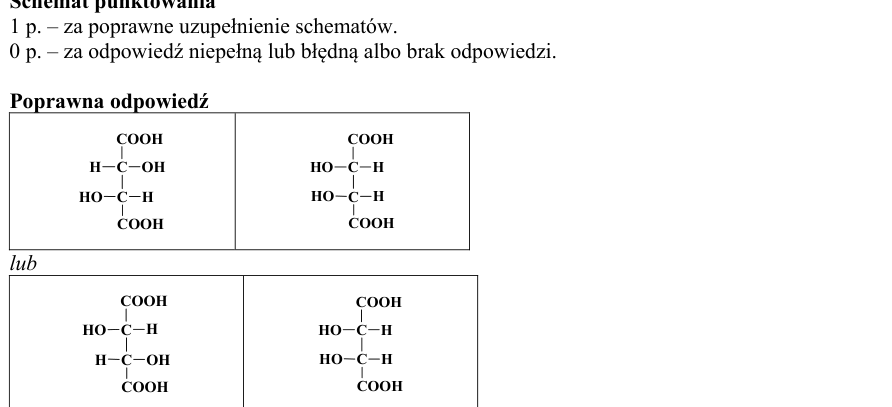 Schemat punktowania
1 p. – za poprawne uzupełnienie schematów.
0 p. – za odpowiedź niepełną lub błędną albo brak odpowiedzi.
Poprawna odpowiedź
COOH
H–C–OH
HO–C–H
COOH
COOH
HO–C–H
HO–C–H
COOH
lub
COOH
HO–C–H
H–C–OH
COOH
COOH
HO–C–H
HO–C–H
COOH